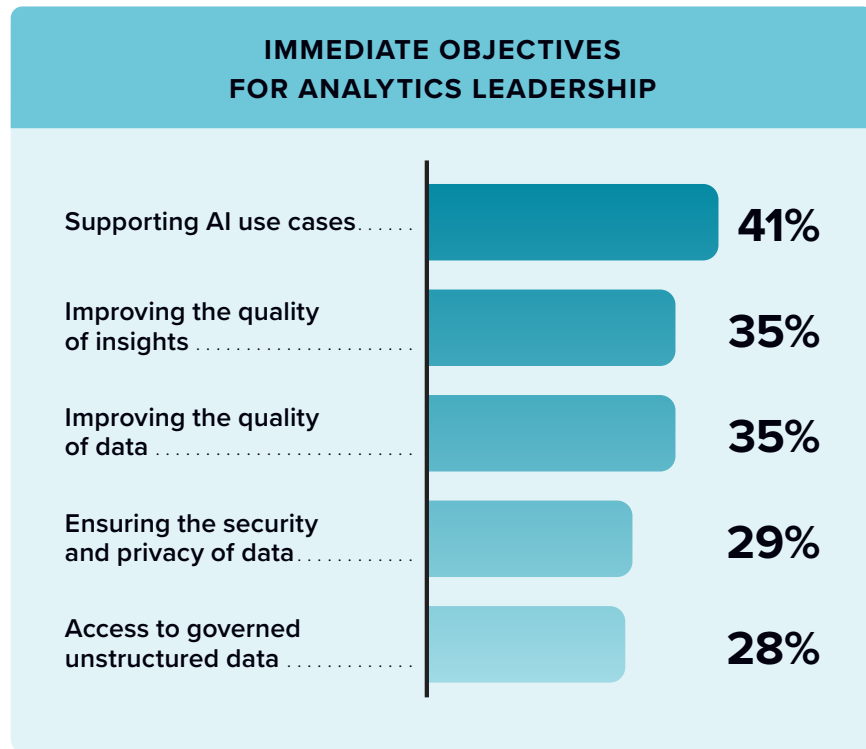 IMMEDIATE OBJECTIVES
FOR ANALYTICS LEADERSHIP
Supporting AI use cases...... 41%
Improving the quality
of insights ...................... 35%
Improving the quality
of data .......................... 35%
Ensuring the security
and privacy of data............ 29%
Access to governed
unstructured data ............. 28%